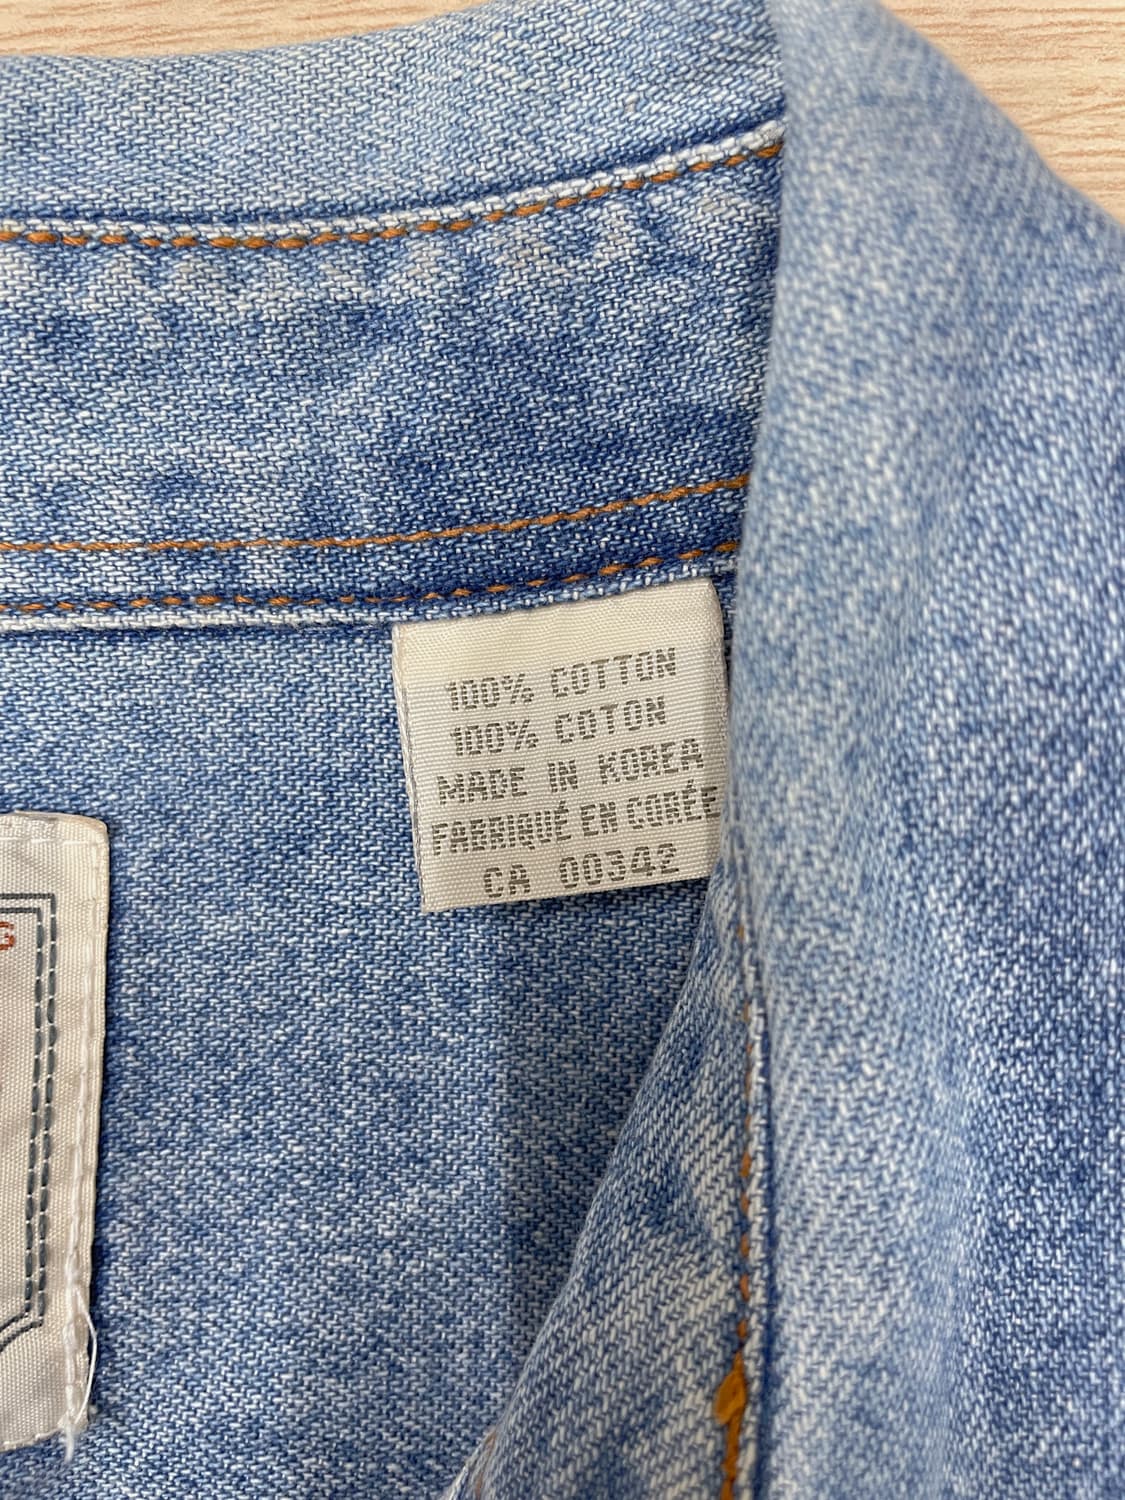 100% COTTON
100% COTON
MADE IN KOREA
FABRIQUÉ EN CORÉE
CA 00342
G